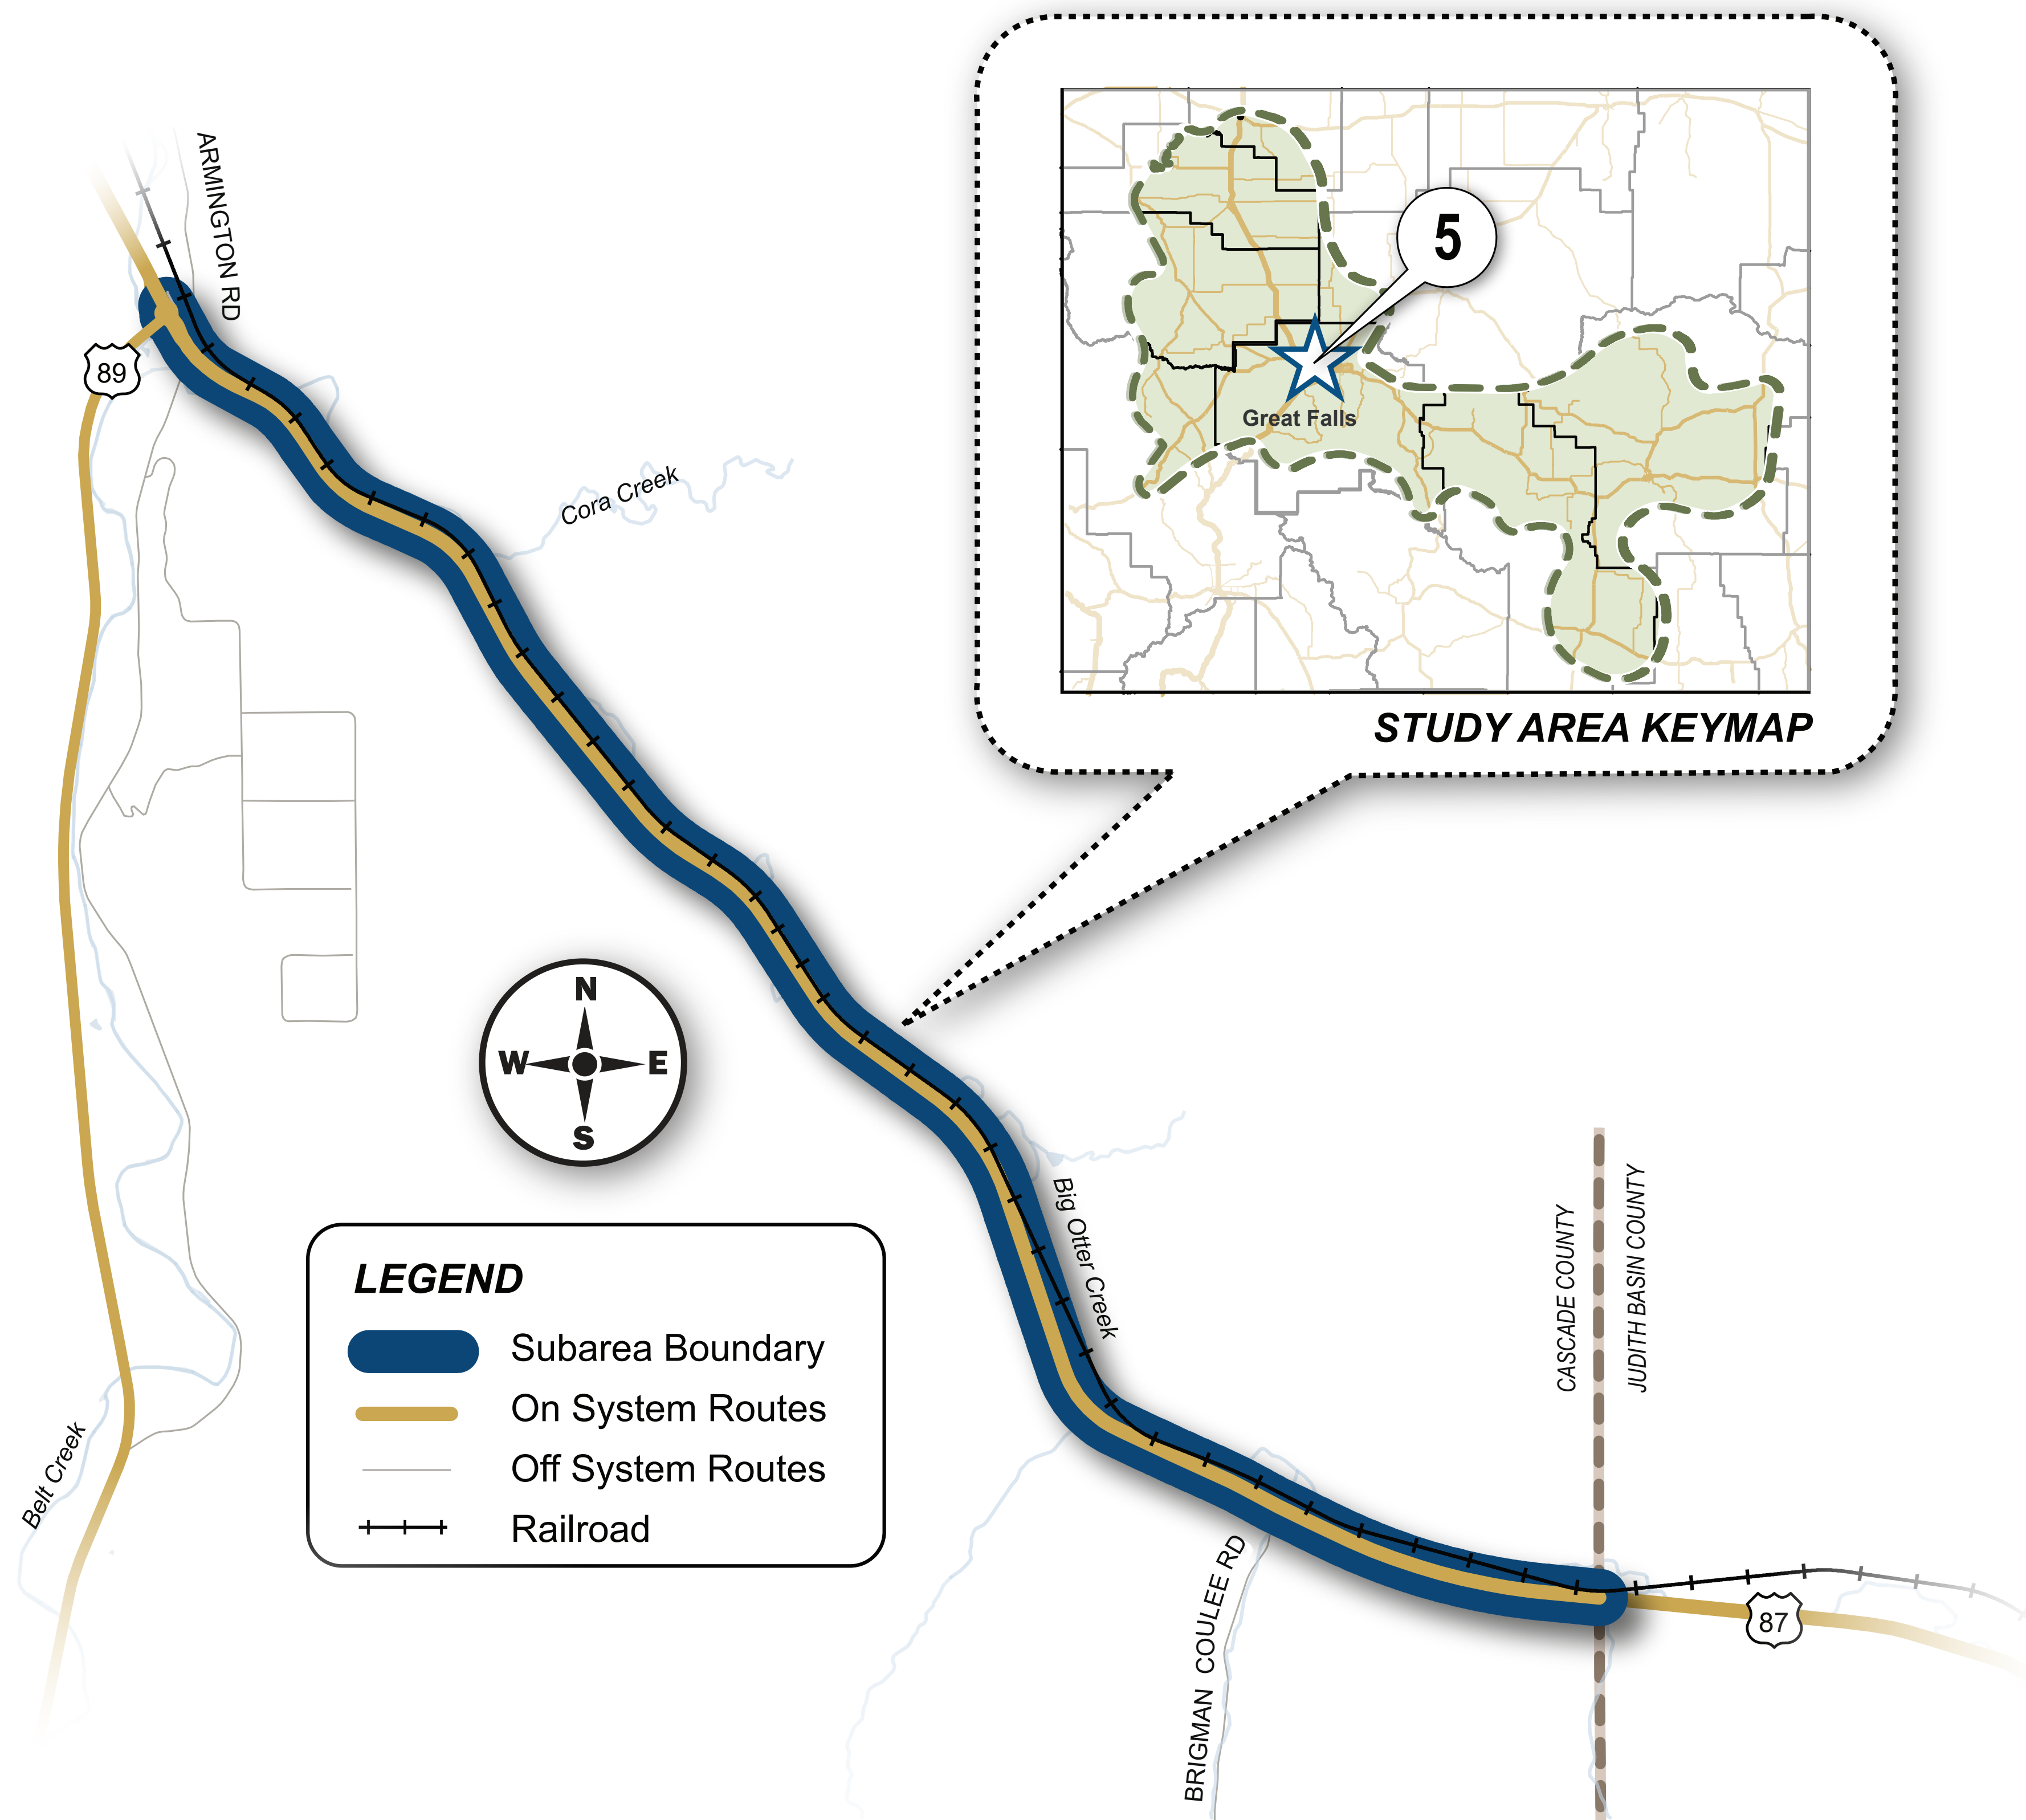 ARMINGTON RD
89
5
Great Falls
STUDY AREA KEYMAP
Cora Creek
N
W
E
S
Big Otter Creek
CASCADE COUNTY
JUDITH BASIN COUNTY
LEGEND
Subarea Boundary
On System Routes
Off System Routes
Railroad
Belt Creek
BRIGMAN COULEE RD
87